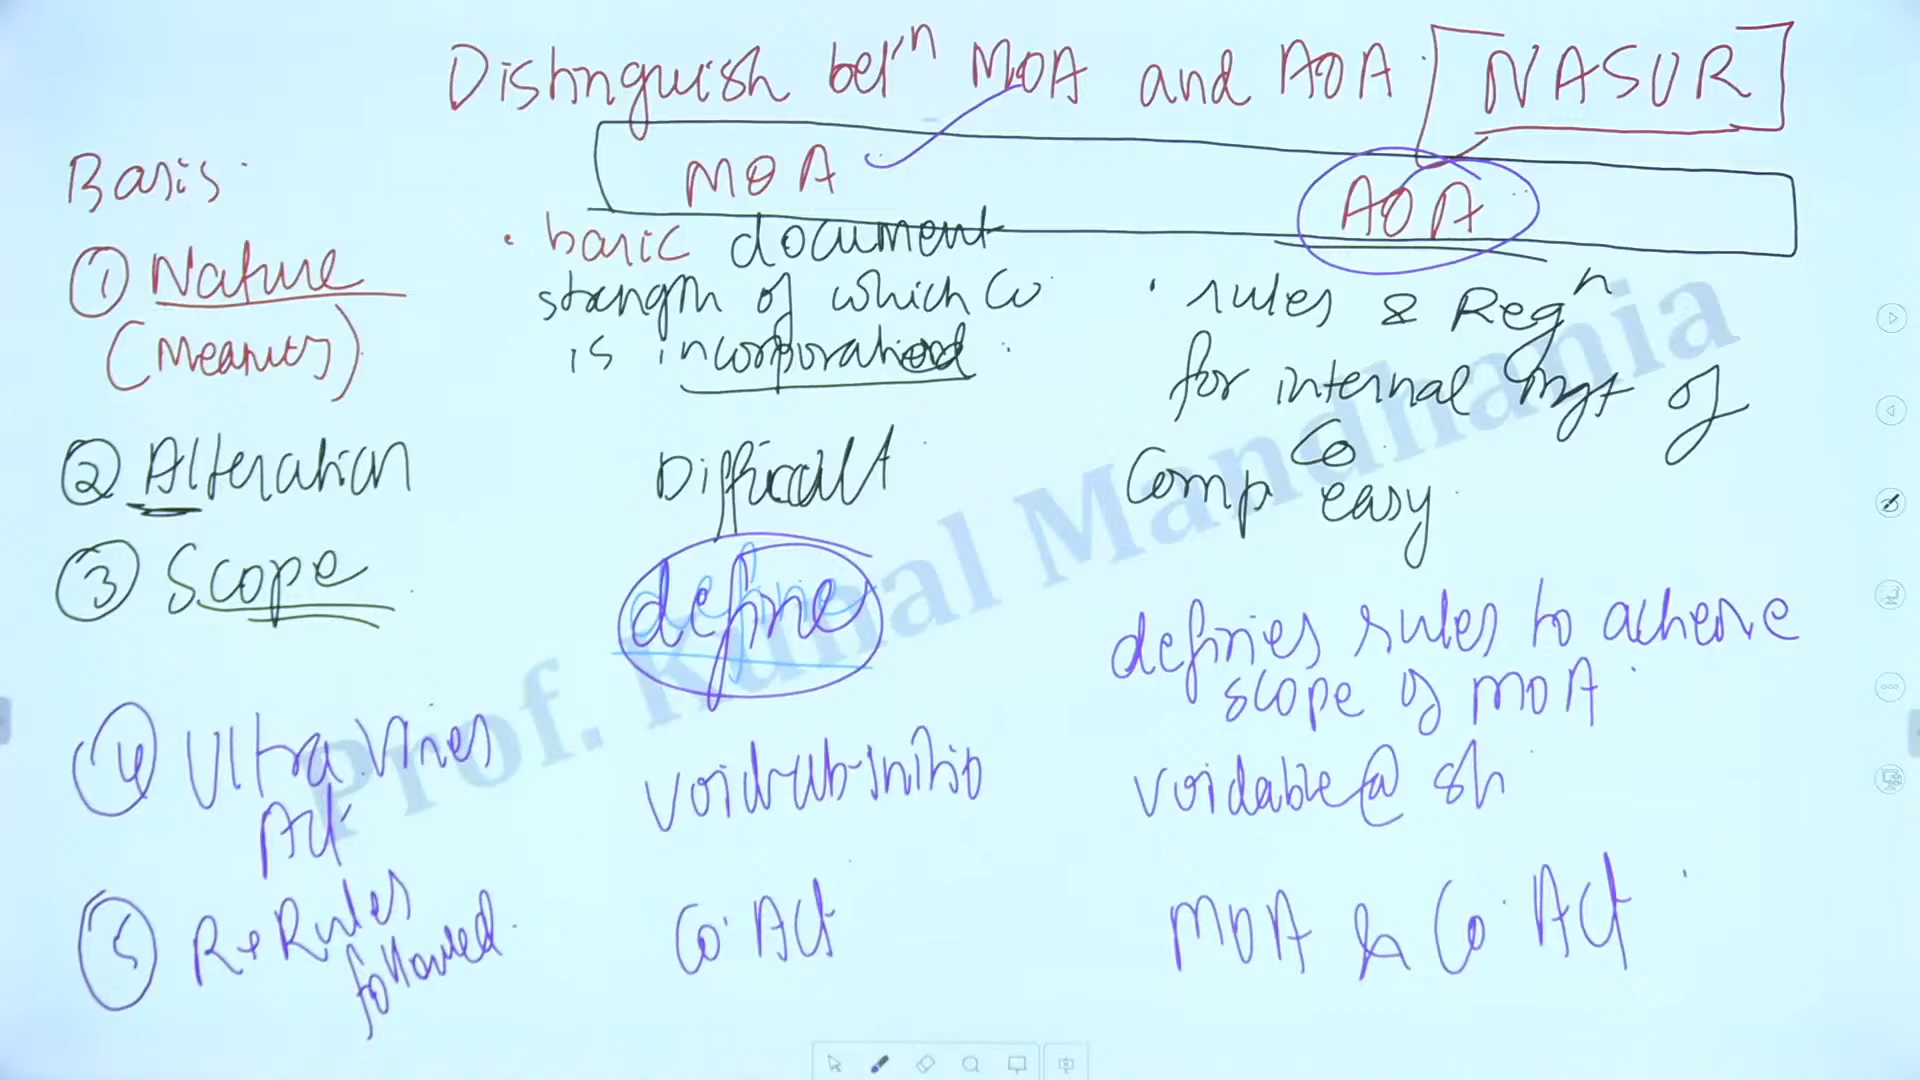 Distinguish betn MOA and AOA [NASUR]
Basis MOA AOA
① Nature
(Meaning)
• basic document
strength of which Co
is incorporated
• rules & Regn
for internal mgt of
Co
② Alteration Difficult Comp easy
③ Scope defines defines rules to acheive
scope of MOA
④ Ultra Vires
Act
void-ab-initio voidable@ sh
⑤ R → Rules
followed
Co. Act MOA & Co. Act
Prof. Kunal Mandhania